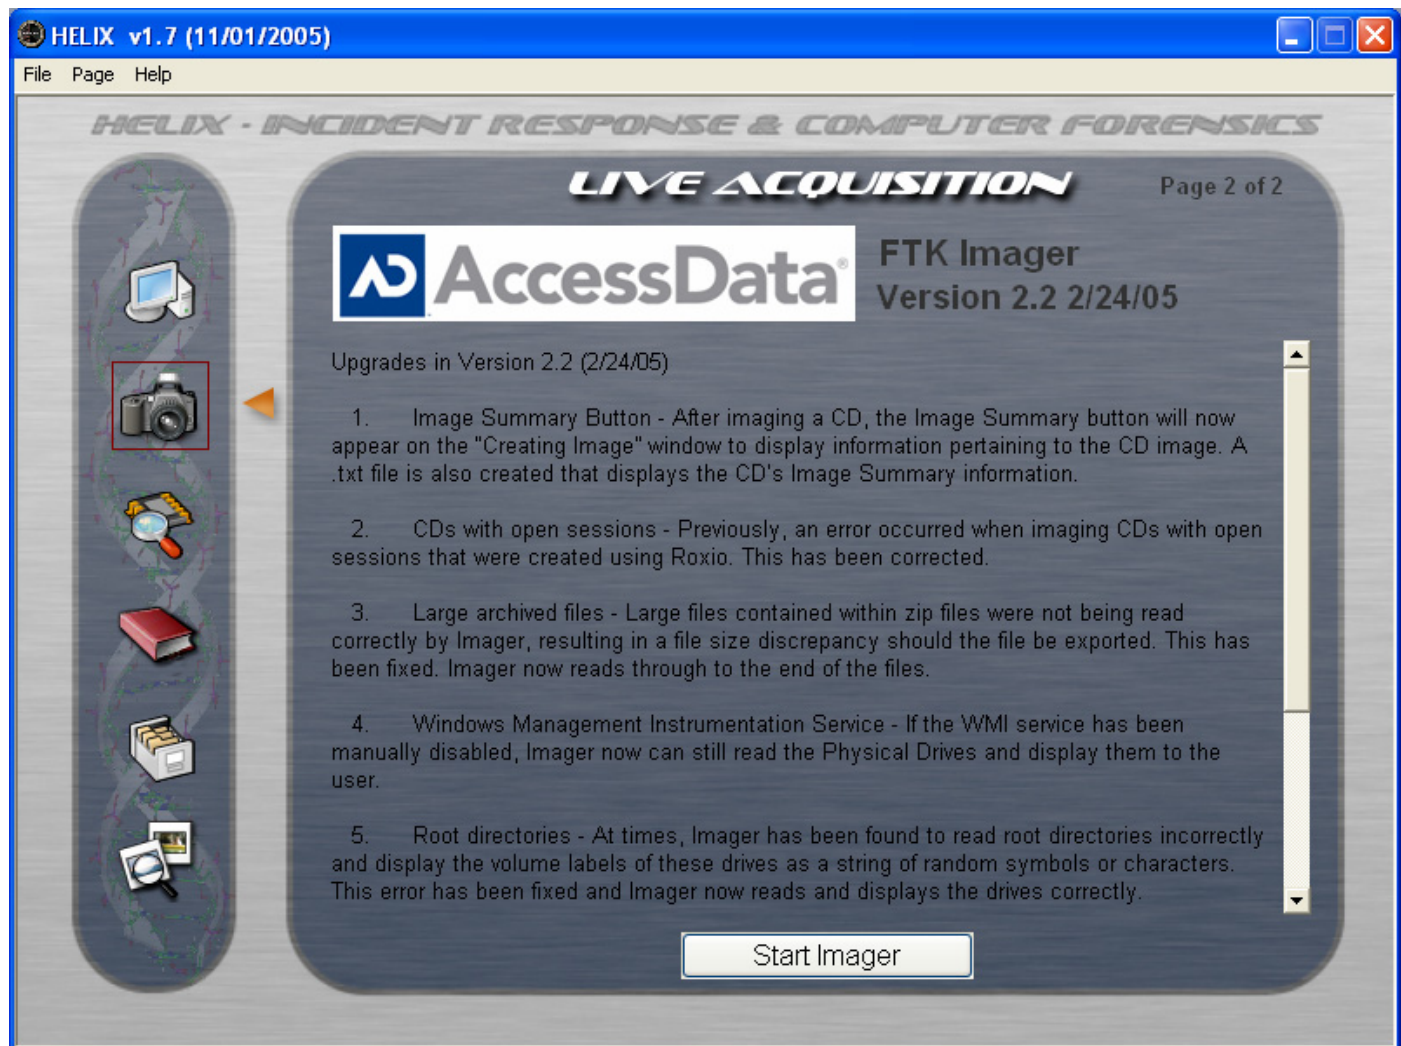 HELIX v1.7 (11/01/2005)
File Page Help
HELIX - INCIDENT RESPONSE & COMPUTER FORENSICS
LIVE ACQUISITION
Page 2 of 2
AccessData®
FTK Imager
Version 2.2 2/24/05
Upgrades in Version 2.2 (2/24/05)
1. Image Summary Button - After imaging a CD, the Image Summary button will now
appear on the "Creating Image" window to display information pertaining to the CD image. A
.txt file is also created that displays the CD's Image Summary information.
2. CDs with open sessions - Previously, an error occurred when imaging CDs with open
sessions that were created using Roxio. This has been corrected.
3. Large archived files - Large files contained within zip files were not being read
correctly by Imager, resulting in a file size discrepancy should the file be exported. This has
been fixed. Imager now reads through to the end of the files.
4. Windows Management Instrumentation Service - If the WMI service has been
manually disabled, Imager now can still read the Physical Drives and display them to the
user.
5. Root directories - At times, Imager has been found to read root directories incorrectly
and display the volume labels of these drives as a string of random symbols or characters.
This error has been fixed and Imager now reads and displays the drives correctly.
Start Imager